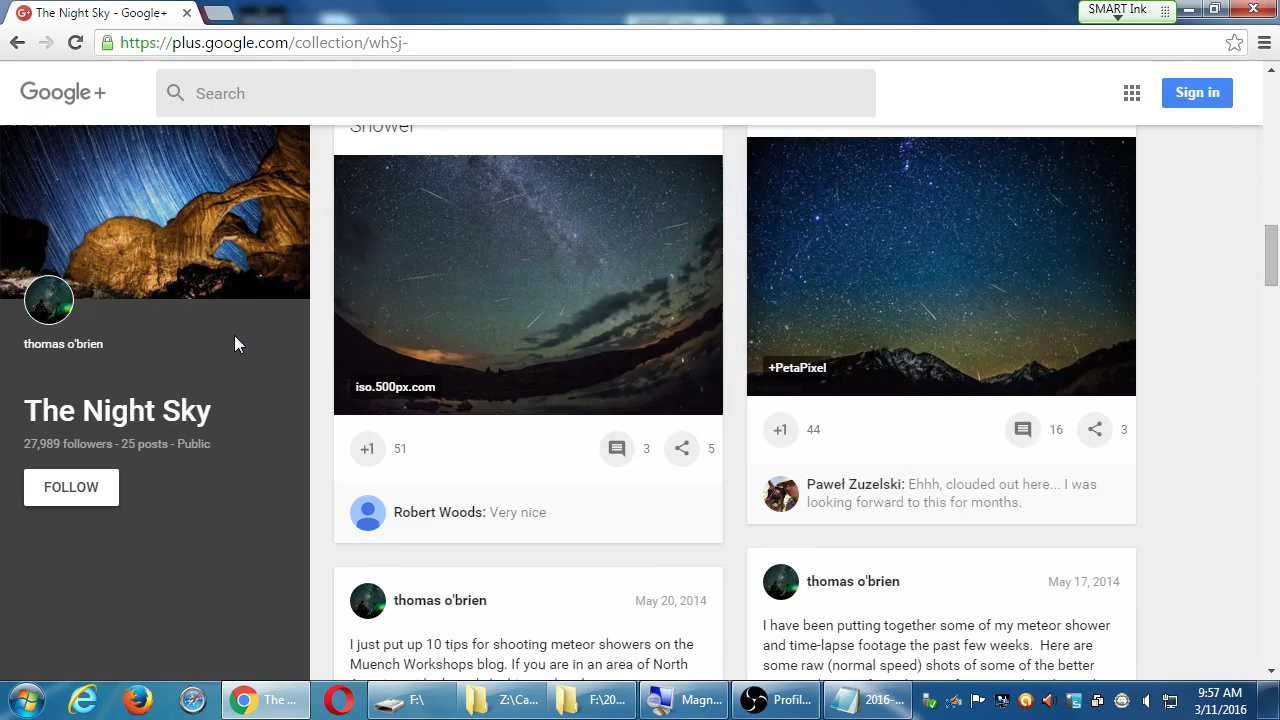 The Night Sky - Google+
SMART Ink
https://plus.google.com/collection/whSj-
Google+
Search
Sign in
Shower
iso.500px.com
+PetaPixel
thomas o'brien
The Night Sky
27,989 followers - 25 posts - Public
FOLLOW
+1
51
3
5
Robert Woods: Very nice
+1
44
16
3
Paweł Zuzelski: Ehhh, clouded out here... I was
looking forward to this for months.
thomas o'brien
May 20, 2014
I just put up 10 tips for shooting meteor showers on the
Muench Workshops blog. If you are in an area of North
thomas o'brien
May 17, 2014
I have been putting together some of my meteor shower
and time-lapse footage the past few weeks.  Here are
some raw (normal speed) shots of some of the better
The ...
F:\
Z:\Ca...
F:\20...
Magn...
Profil...
2016-...
9:57 AM
3/11/2016